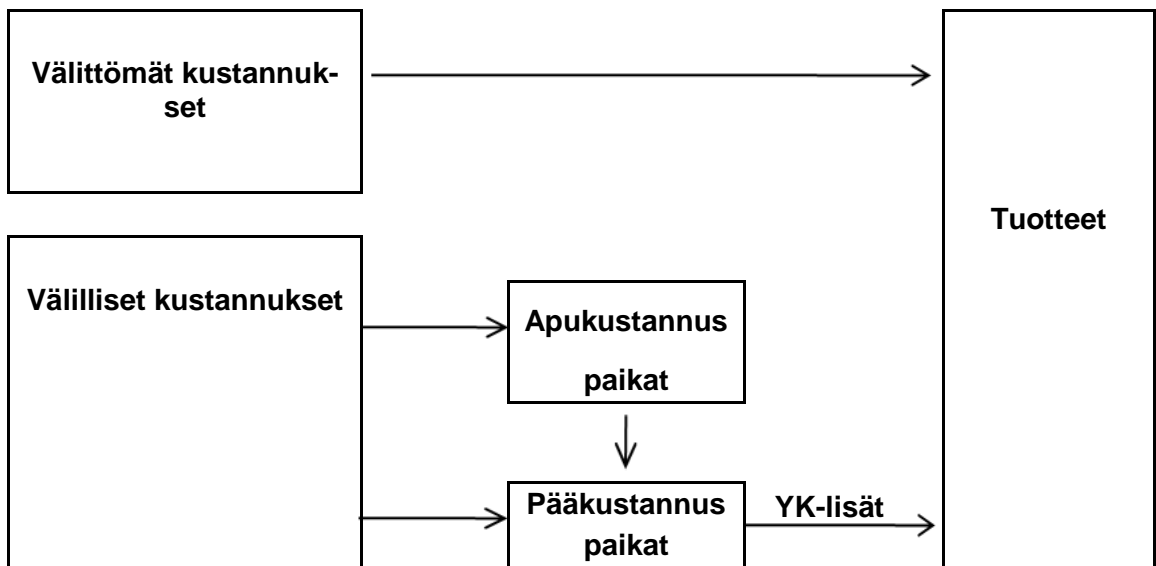 Välittömät kustannuk-
set
Tuotteet
Välilliset kustannukset
Apukustannus
paikat
Pääkustannus
paikat
YK-lisät